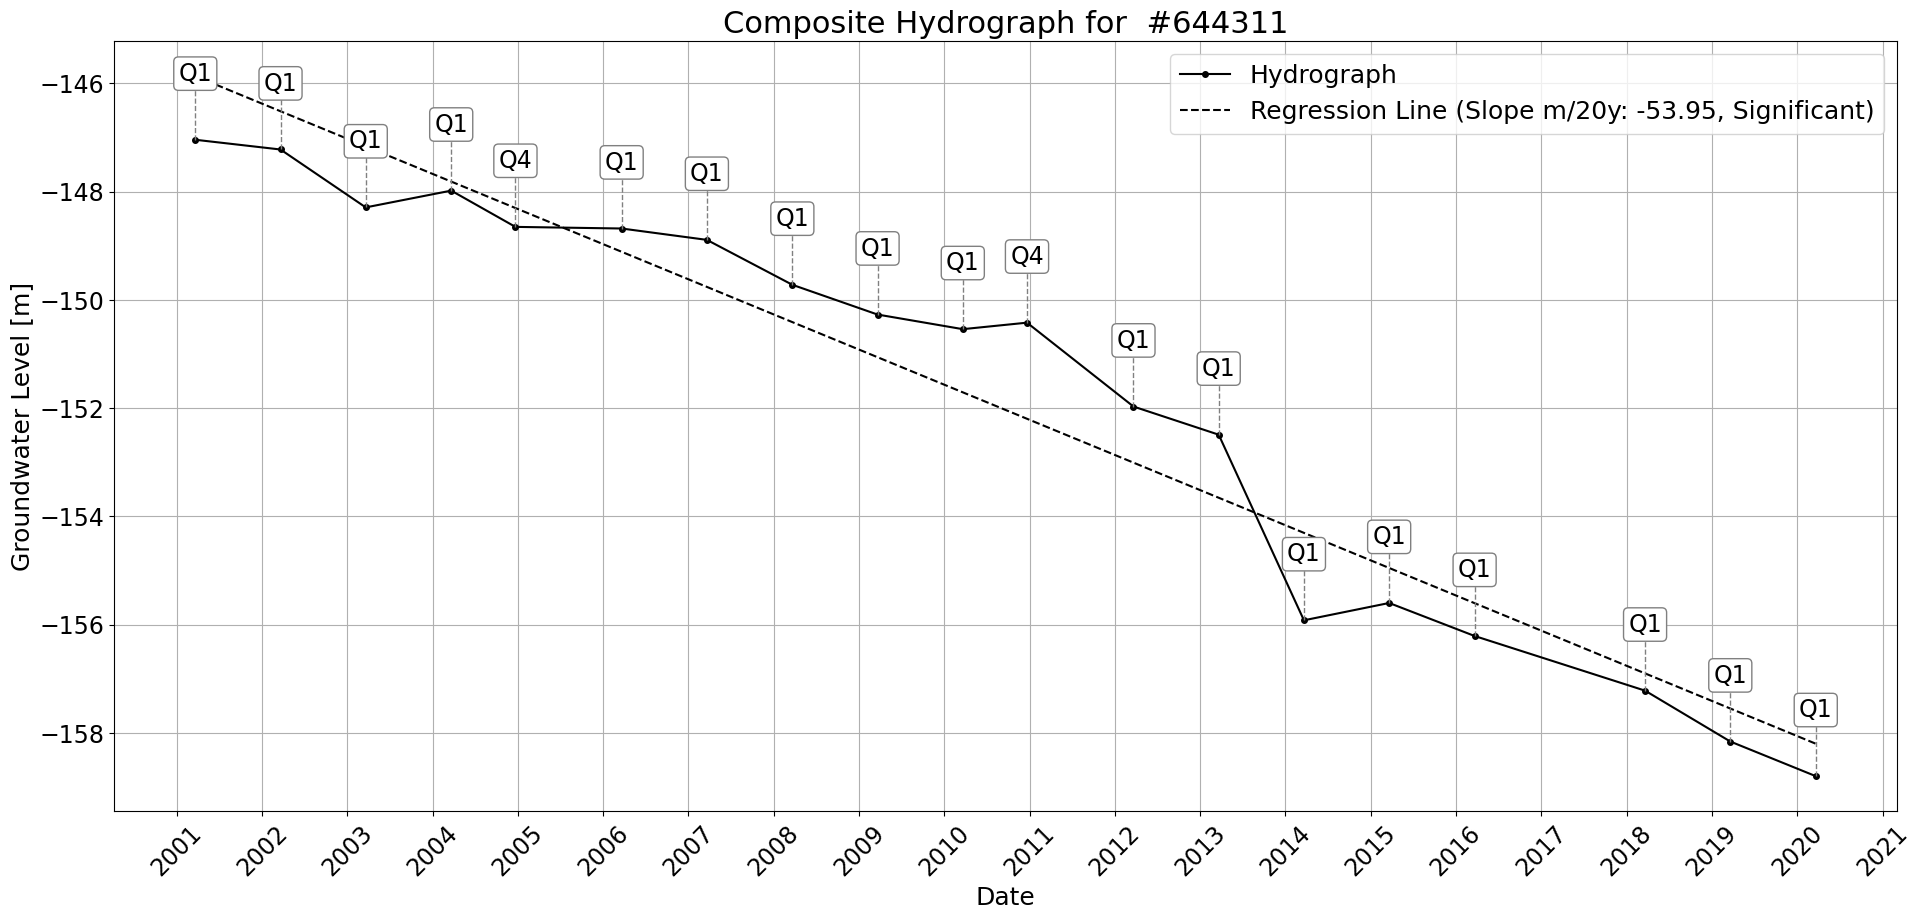 Composite Hydrograph for  #644311
Hydrograph
Regression Line (Slope m/20y: -53.95, Significant)
Q1
Q1
Q1
Q1
Q4
Q1
Q1
Q1
Q1
Q1
Q4
Q1
Q1
Q1
Q1
Q1
Q1
Q1
Q1
Groundwater Level [m]
−146
−148
−150
−152
−154
−156
−158
2001
2002
2003
2004
2005
2006
2007
2008
2009
2010
2011
2012
2013
2014
2015
2016
2017
2018
2019
2020
2021
Date